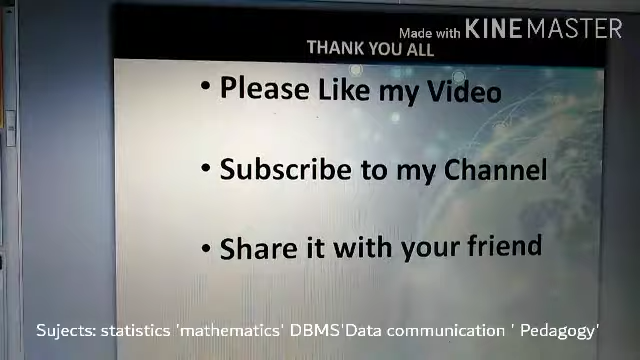 Made with KINEMASTER
THANK YOU ALL
• Please Like my Video
• Subscribe to my Channel
• Share it with your friend
Sujects: statistics 'mathematics' DBMS'Data communication ' Pedagogy'